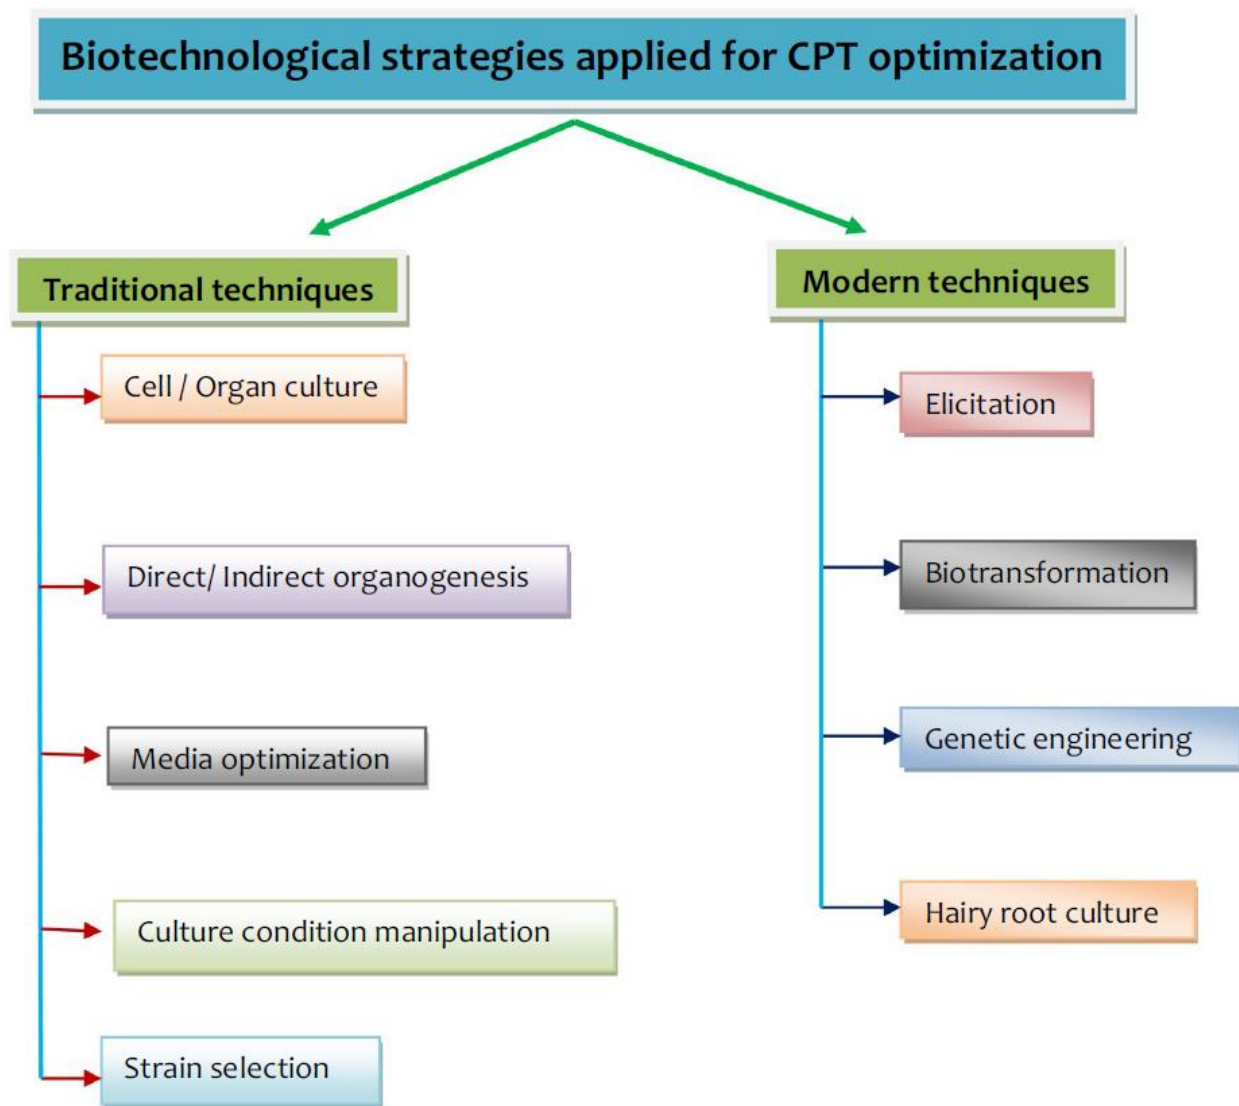 Biotechnological strategies applied for CPT optimization
Traditional techniques
Cell / Organ culture
Direct/ Indirect organogenesis
Media optimization
Culture condition manipulation
Strain selection
Modern techniques
Elicitation
Biotransformation
Genetic engineering
Hairy root culture